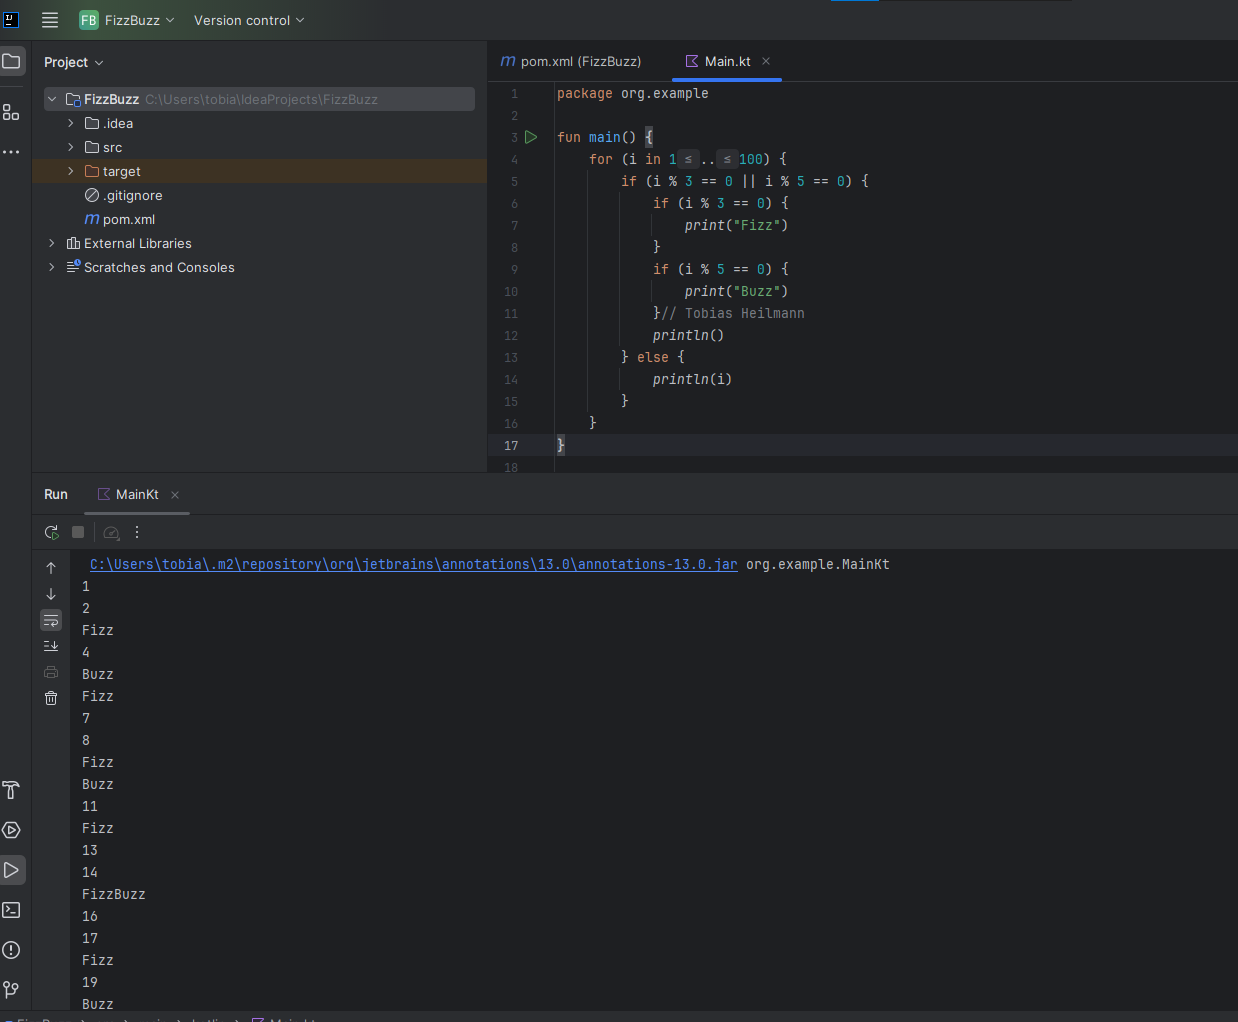 FB FizzBuzz Version control
Project
FizzBuzz C:\Users\tobia\IdeaProjects\FizzBuzz
.idea
src
target
.gitignore
m pom.xml
External Libraries
Scratches and Consoles
m pom.xml (FizzBuzz) Main.kt
1 package org.example
2
3 fun main() {
4 for (i in 1 ≤ .. ≤ 100) {
5 if (i % 3 == 0 || i % 5 == 0) {
6 if (i % 3 == 0) {
7 print("Fizz")
8 }
9 if (i % 5 == 0) {
10 print("Buzz")
11 }// Tobias Heilmann
12 println()
13 } else {
14 println(i)
15 }
16 }
17 }
18
Run MainKt
C:\Users\tobia\.m2\repository\org\jetbrains\annotations\13.0\annotations-13.0.jar org.example.MainKt
1
2
Fizz
4
Buzz
Fizz
7
8
Fizz
Buzz
11
Fizz
13
14
FizzBuzz
16
17
Fizz
19
Buzz